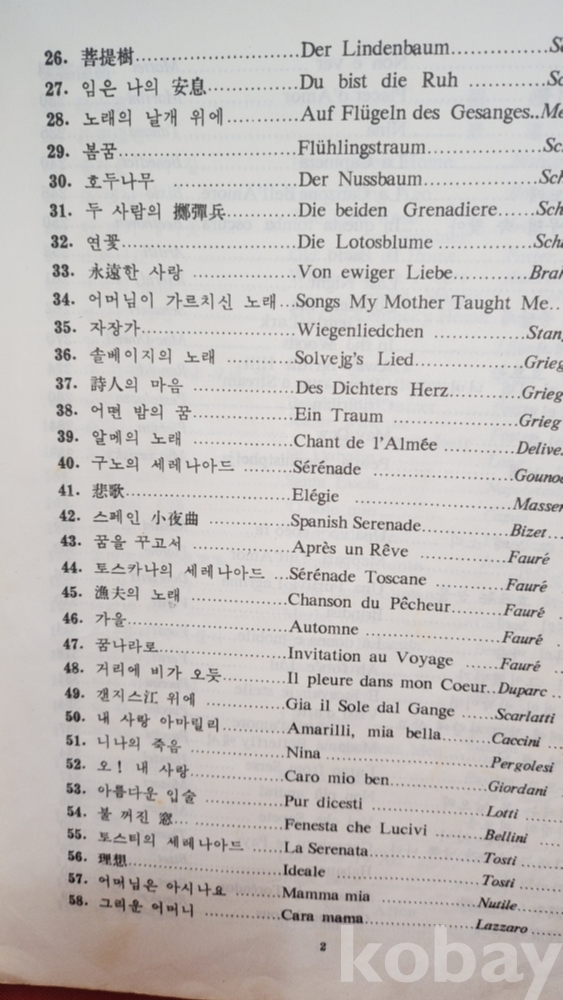 26. 菩提樹 Der Lindenbaum
27. 임은 나의 安息 Du bist die Ruh
28. 노래의 날개 위에 Auf Flügeln des Gesanges
29. 봄꿈 Flühlingstraum
30. 호두나무 Der Nussbaum
31. 두 사람의 擲彈兵 Die beiden Grenadiere
32. 연꽃 Die Lotosblume
33. 永遠한 사랑 Von ewiger Liebe
34. 어머님이 가르치신 노래 Songs My Mother Taught Me
35. 자장가 Wiegenliedchen
36. 솔베이지의 노래 Solvejg's Lied Grieg
37. 詩人의 마음 Des Dichters Herz Grieg
38. 어떤 밤의 꿈 Ein Traum Grieg
39. 알메의 노래 Chant de l'Almée
40. 구노의 세레나아드 Sérénade
41. 悲歌 Elégie
42. 스페인 小夜曲 Spanish Serenade Bizet
43. 꿈을 꾸고서 Après un Rêve Fauré
44. 토스카나의 세레나아드 Sérénade Toscane Fauré
45. 漁夫의 노래 Chanson du Pêcheur Fauré
46. 가을 Automne Fauré
47. 꿈나라로 Invitation au Voyage Fauré
48. 거리에 비가 오듯 Il pleure dans mon Coeur Duparc
49. 갠지스江 위에 Gia il Sole dal Gange Scarlatti
50. 내 사랑 아마릴리 Amarilli, mia bella Caccini
51. 니나의 죽음 Nina Pergolesi
52. 오! 내 사랑 Caro mio ben Giordani
53. 아름다운 입술 Pur dicesti Lotti
54. 불 꺼진 窓 Fenesta che Lucivi Bellini
55. 토스티의 세레나아드 La Serenata Tosti
56. 理想 Ideale Tosti
57. 어머님은 아시나요 Mamma mia Nutile
58. 그리운 어머니 Cara mama Lazzaro
2
kobay